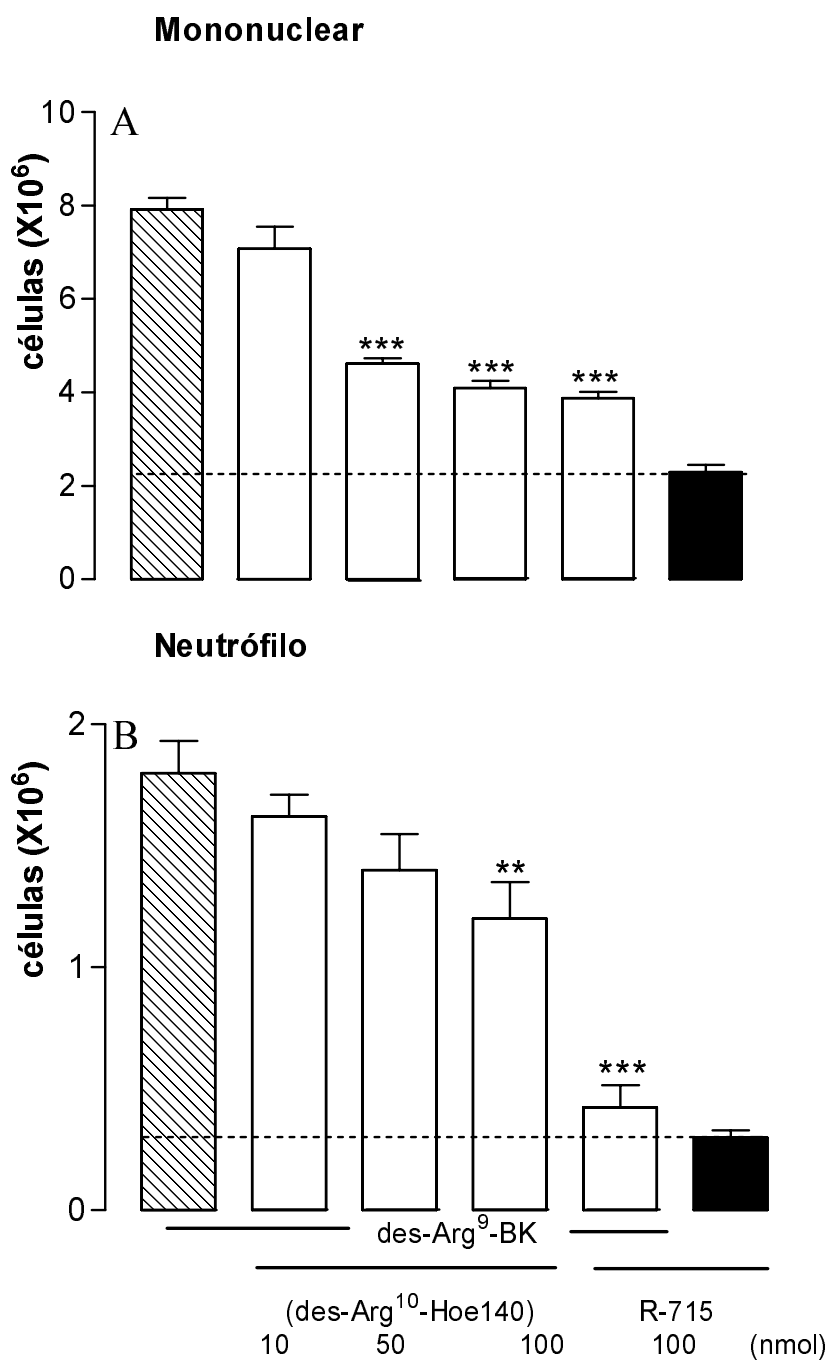 Mononuclear
A
10
8
6
4
2
0
células (X10⁶)
***
***
***
Neutrófilo
B
2
1
0
células (X10⁶)
**
***
des-Arg⁹-BK
(des-Arg¹⁰-Hoe140) R-715
10 50 100 100 (nmol)